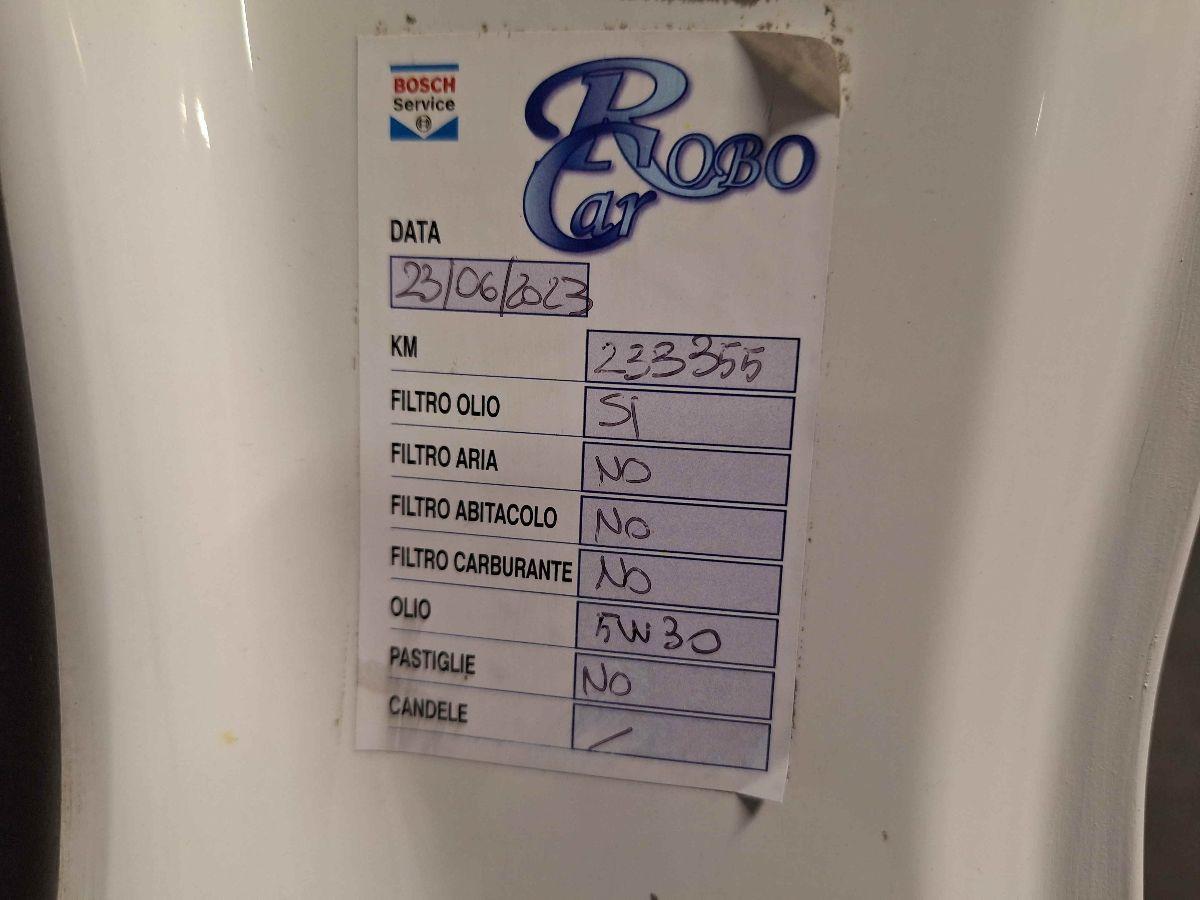 BOSCH
Service
ROBO
Car
DATA
23/06/2023
KM 233355
FILTRO OLIO Si
FILTRO ARIA NO
FILTRO ABITACOLO NO
FILTRO CARBURANTE NO
OLIO 5W30
PASTIGLIE NO
CANDELE /